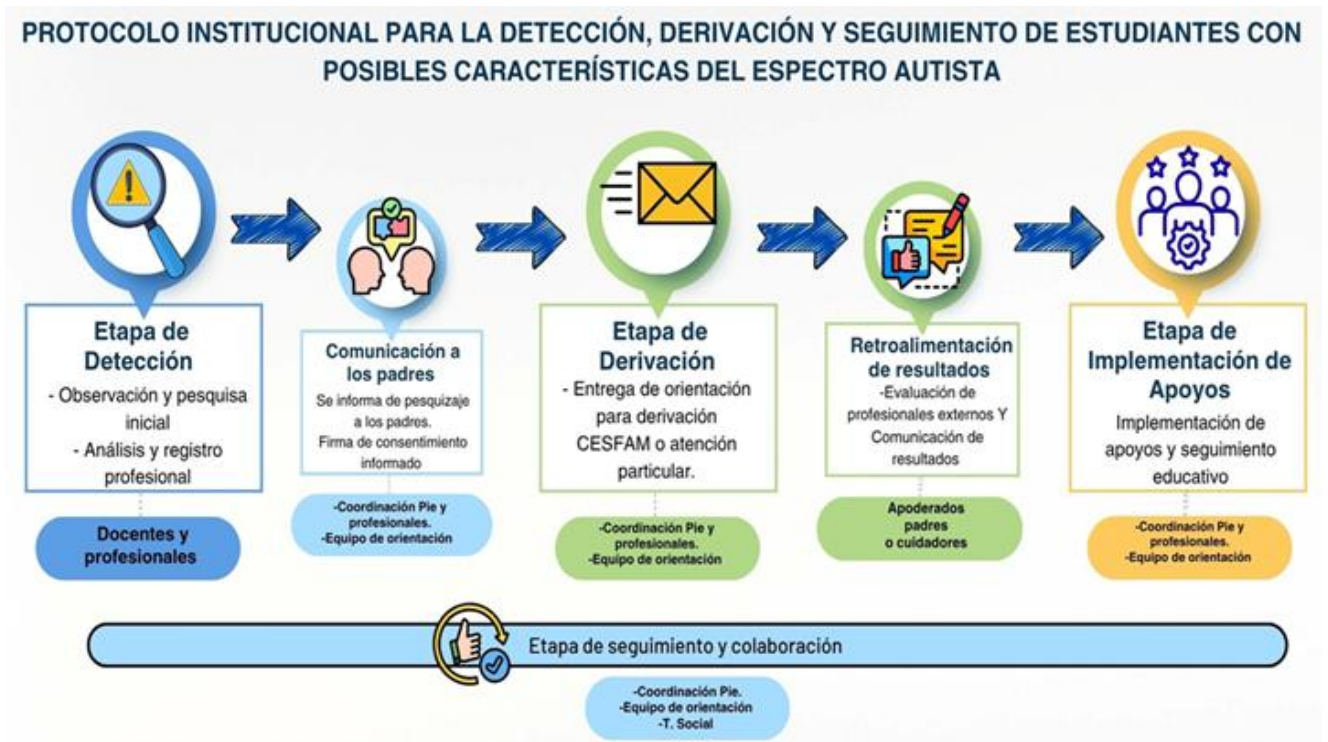 PROTOCOLO INSTITUCIONAL PARA LA DETECCIÓN, DERIVACIÓN Y SEGUIMIENTO DE ESTUDIANTES CON
POSIBLES CARACTERÍSTICAS DEL ESPECTRO AUTISTA
Etapa de
Detección
- Observación y pesquisa
inicial
- Análisis y registro
profesional
Docentes y
profesionales
Comunicación a
los padres
Se informa de pesquizaje
a los padres.
Firma de consentimiento
informado
-Coordinación Pie y
profesionales.
-Equipo de orientación
Etapa de
Derivación
- Entrega de orientación
para derivación
CESFAM o atención
particular.
-Coordinación Pie y
profesionales.
-Equipo de orientación
Retroalimentación
de resultados
-Evaluación de
profesionales externos Y
Comunicación de
resultados
Apoderados
padres
o cuidadores
Etapa de
Implementación de
Apoyos
Implementación de
apoyos y seguimiento
educativo
-Coordinación Pie y
profesionales.
-Equipo de orientación
Etapa de seguimiento y colaboración
-Coordinación Pie.
-Equipo de orientación
-T. Social